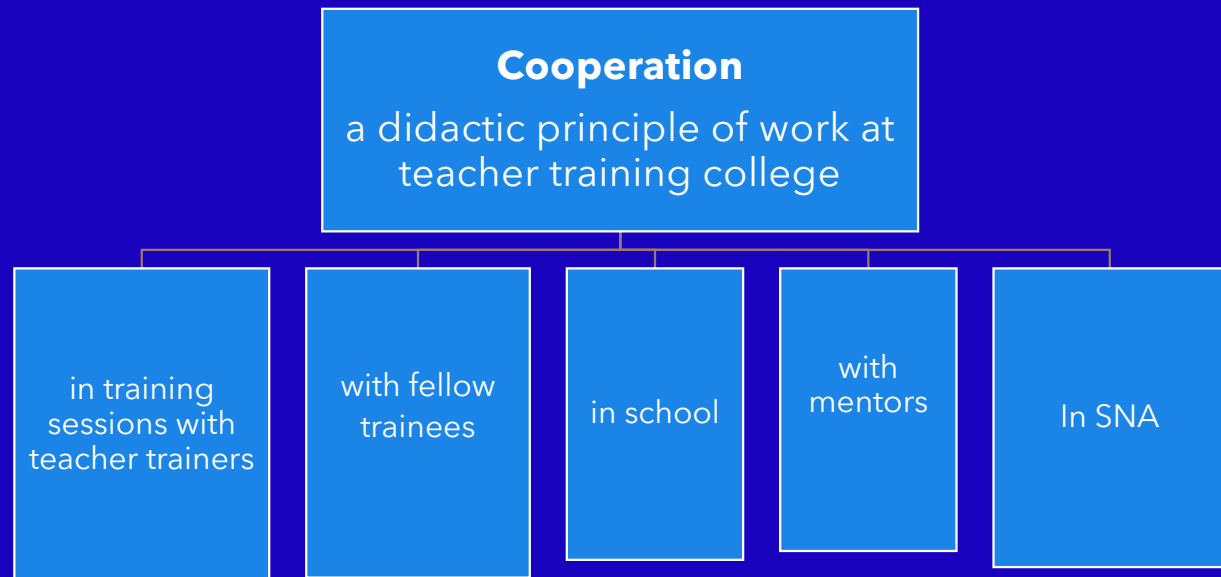 Cooperation
a didactic principle of work at
teacher training college
in training
sessions with
teacher trainers
with fellow
trainees
in school
with
mentors
In SNA